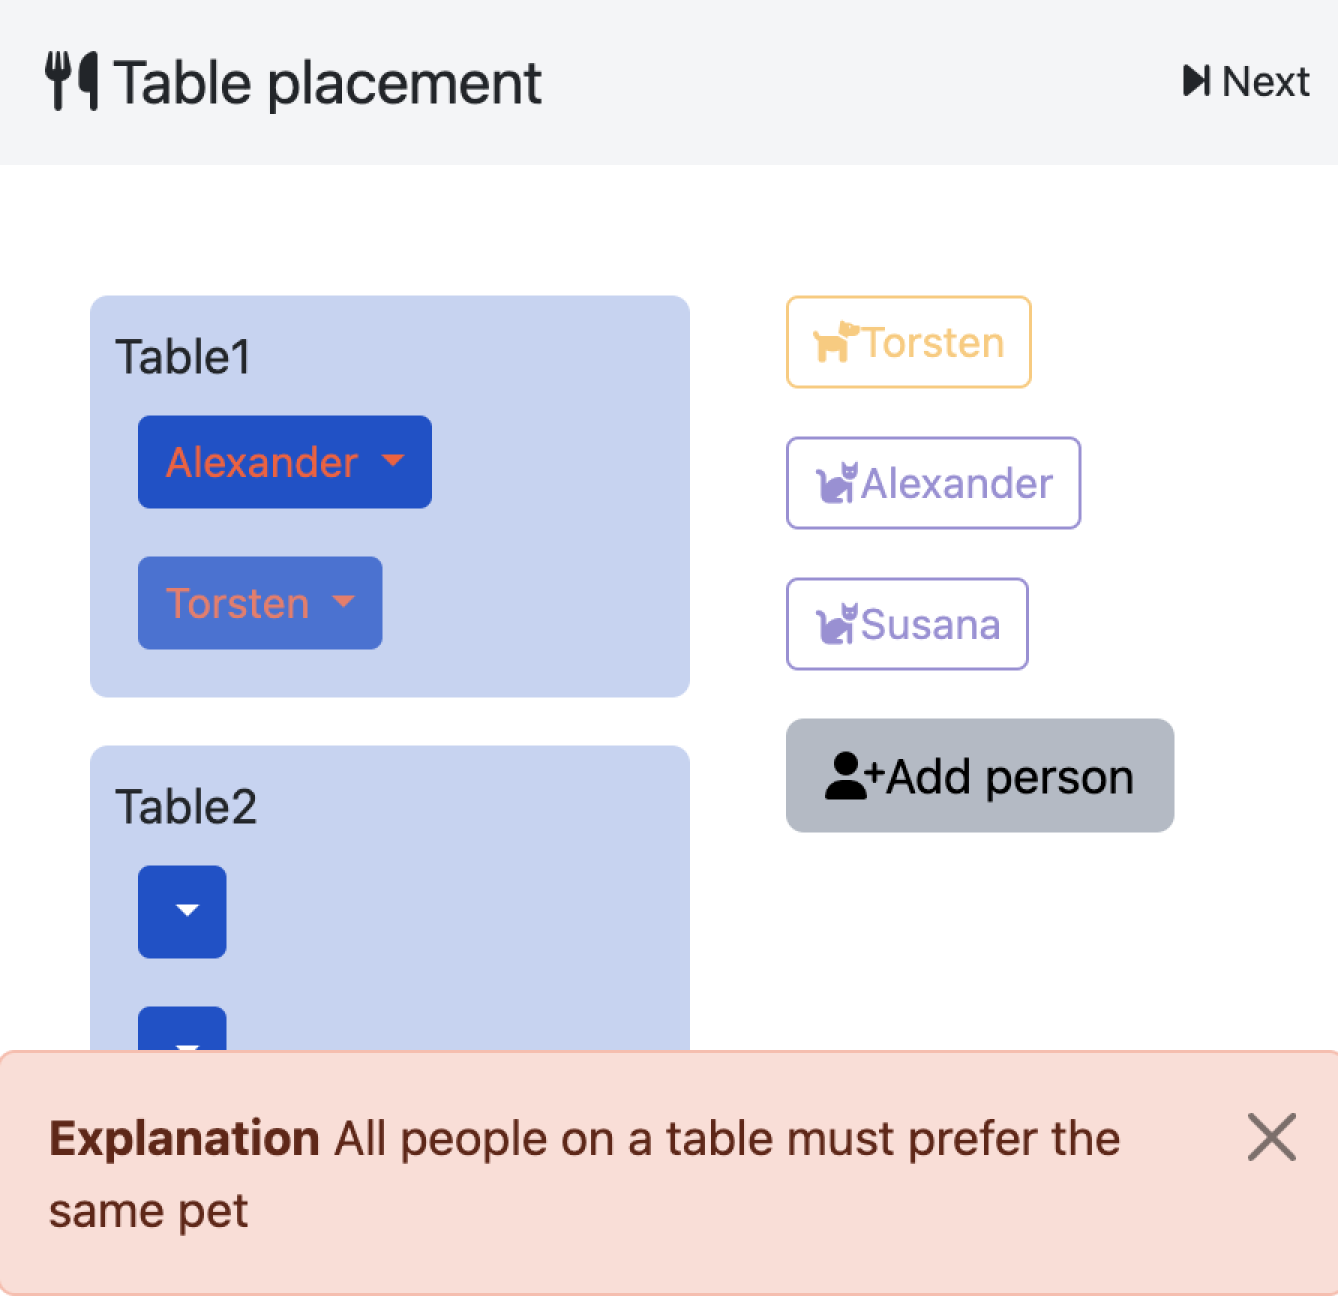 Table placement
Next
Table1
Alexander
Torsten
Table2
Torsten
Alexander
Susana
Add person
Explanation All people on a table must prefer the
same pet